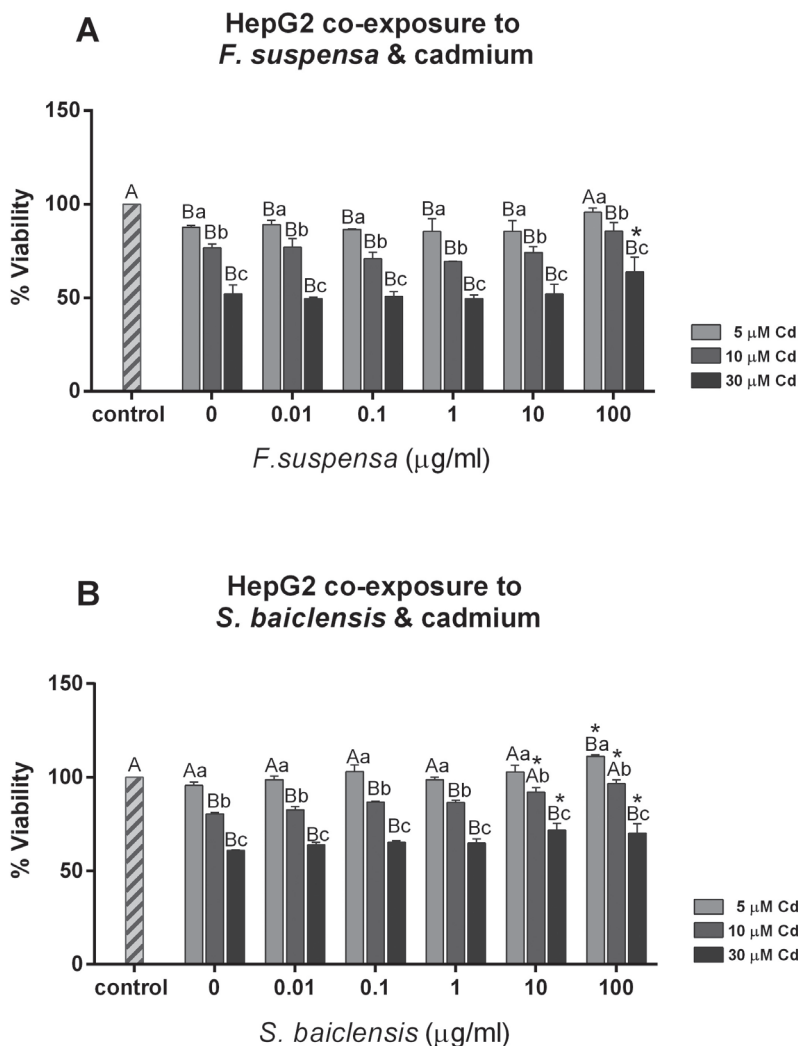 A
HepG2 co-exposure to
F. suspensa & cadmium
% Viability
150
100
50
0
A
Ba
Bb
Bc
Ba
Bb
Bc
Ba
Bb
Bc
Ba
Bb
Bc
Ba
Bb
Bc
Aa
Bb
*
Bc
control 0 0.01 0.1 1 10 100
F.suspensa (μg/ml)
5 μM Cd
10 μM Cd
30 μM Cd
B
HepG2 co-exposure to
S. baiclensis & cadmium
% Viability
150
100
50
0
A
Aa
Bb
Bc
Aa
Bb
Bc
Aa
Bb
Bc
Aa
Bb
Bc
Aa
*
Ab
*
Bc
*
Ba
*
Ab
*
Bc
control 0 0.01 0.1 1 10 100
S. baiclensis (μg/ml)
5 μM Cd
10 μM Cd
30 μM Cd